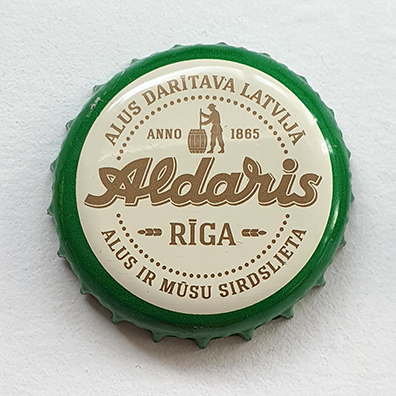 ALUS DARĪTAVA LATVIJĀ
ANNO 1865
Aldaris
RĪGA
ALUS IR MŪSU SIRDSLIETA